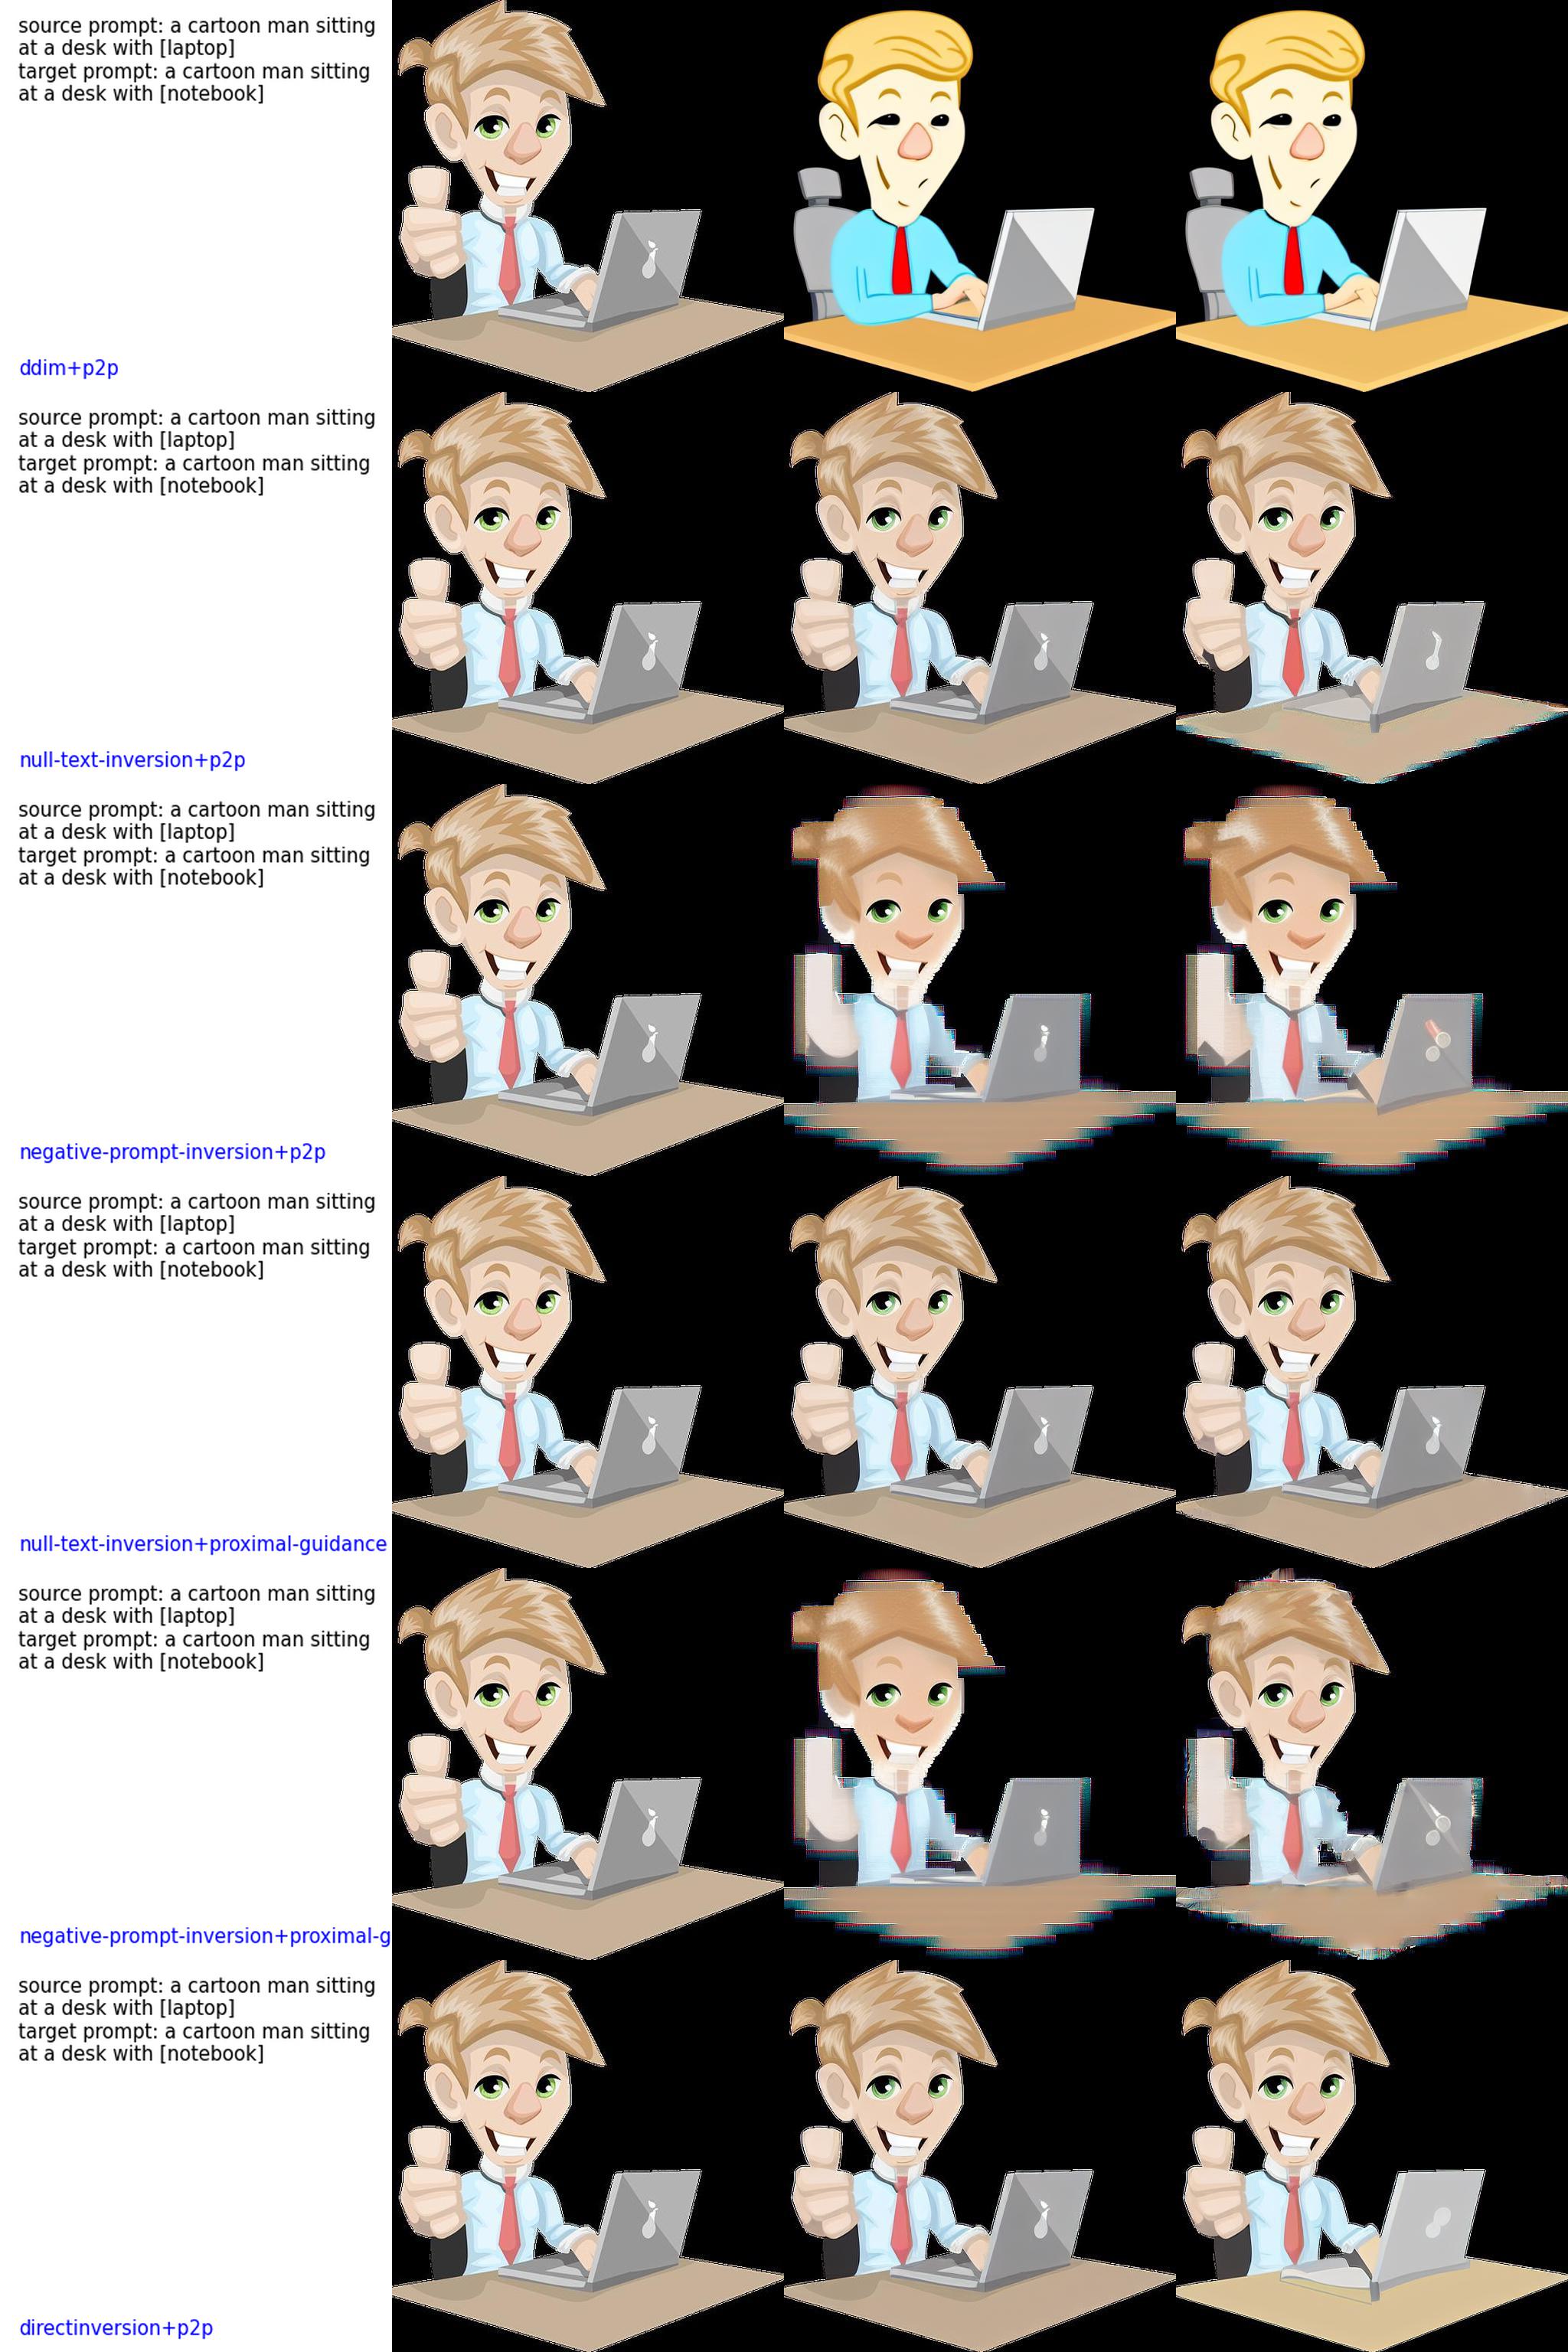 source prompt: a cartoon man sitting
at a desk with [laptop]
target prompt: a cartoon man sitting
at a desk with [notebook]
ddim+p2p
source prompt: a cartoon man sitting
at a desk with [laptop]
target prompt: a cartoon man sitting
at a desk with [notebook]
null-text-inversion+p2p
source prompt: a cartoon man sitting
at a desk with [laptop]
target prompt: a cartoon man sitting
at a desk with [notebook]
negative-prompt-inversion+p2p
source prompt: a cartoon man sitting
at a desk with [laptop]
target prompt: a cartoon man sitting
at a desk with [notebook]
null-text-inversion+proximal-guidance
source prompt: a cartoon man sitting
at a desk with [laptop]
target prompt: a cartoon man sitting
at a desk with [notebook]
negative-prompt-inversion+proximal-g
source prompt: a cartoon man sitting
at a desk with [laptop]
target prompt: a cartoon man sitting
at a desk with [notebook]
directinversion+p2p